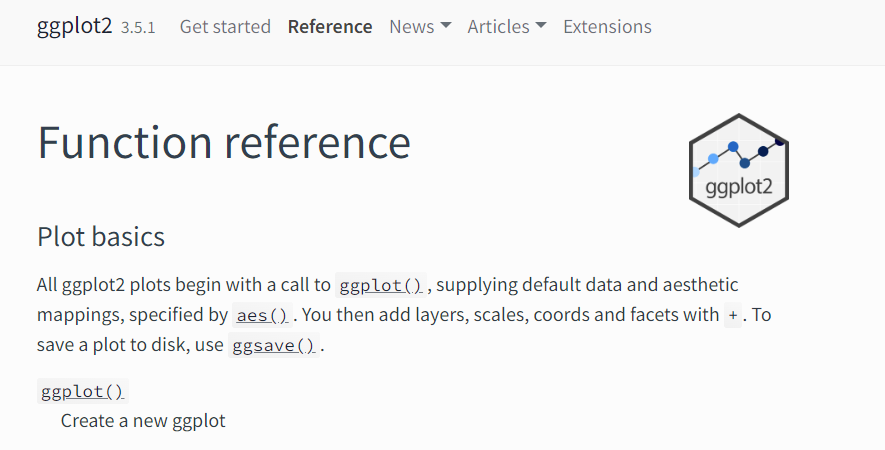 ggplot2 3.5.1 Get started Reference News Articles Extensions
Function reference
ggplot2
Plot basics
All ggplot2 plots begin with a call to ggplot(), supplying default data and aesthetic
mappings, specified by aes(). You then add layers, scales, coords and facets with +. To
save a plot to disk, use ggsave().
ggplot()
Create a new ggplot